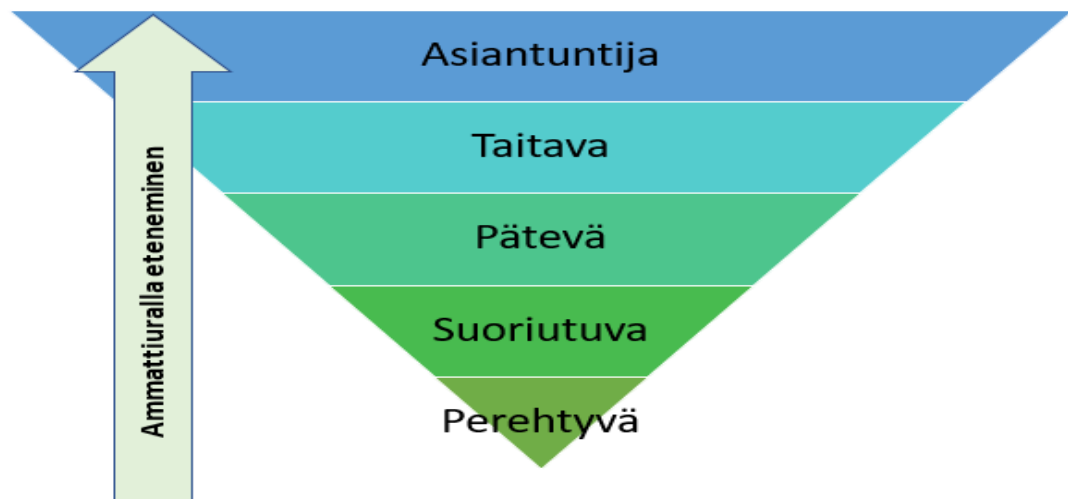 Asiantuntija
Taitava
Pätevä
Suoriutuva
Perehtyvä
Ammattiuralla eteneminen